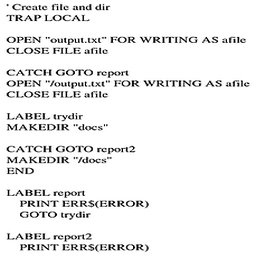 ' Create file and dir
TRAP LOCAL
OPEN "output.txt" FOR WRITING AS afile
CLOSE FILE afile
CATCH GOTO report
OPEN "/output.txt" FOR WRITING AS afile
CLOSE FILE afile
LABEL trydir
MAKEDIR "docs"
CATCH GOTO report2
MAKEDIR "/docs"
END
LABEL report
PRINT ERR$(ERROR)
GOTO trydir
LABEL report2
PRINT ERR$(ERROR)